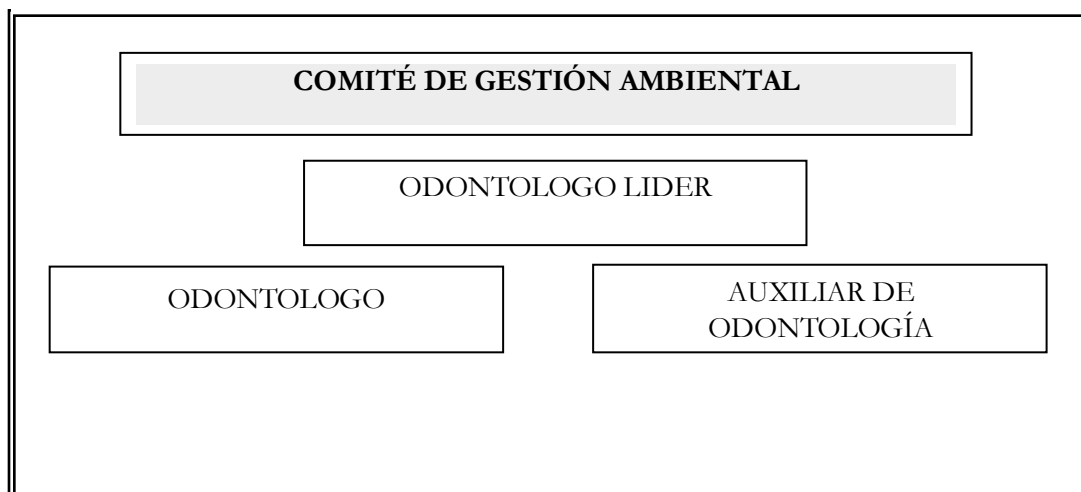 COMITÉ DE GESTIÓN AMBIENTAL
ODONTOLOGO LIDER
ODONTOLOGO
AUXILIAR DE
ODONTOLOGÍA